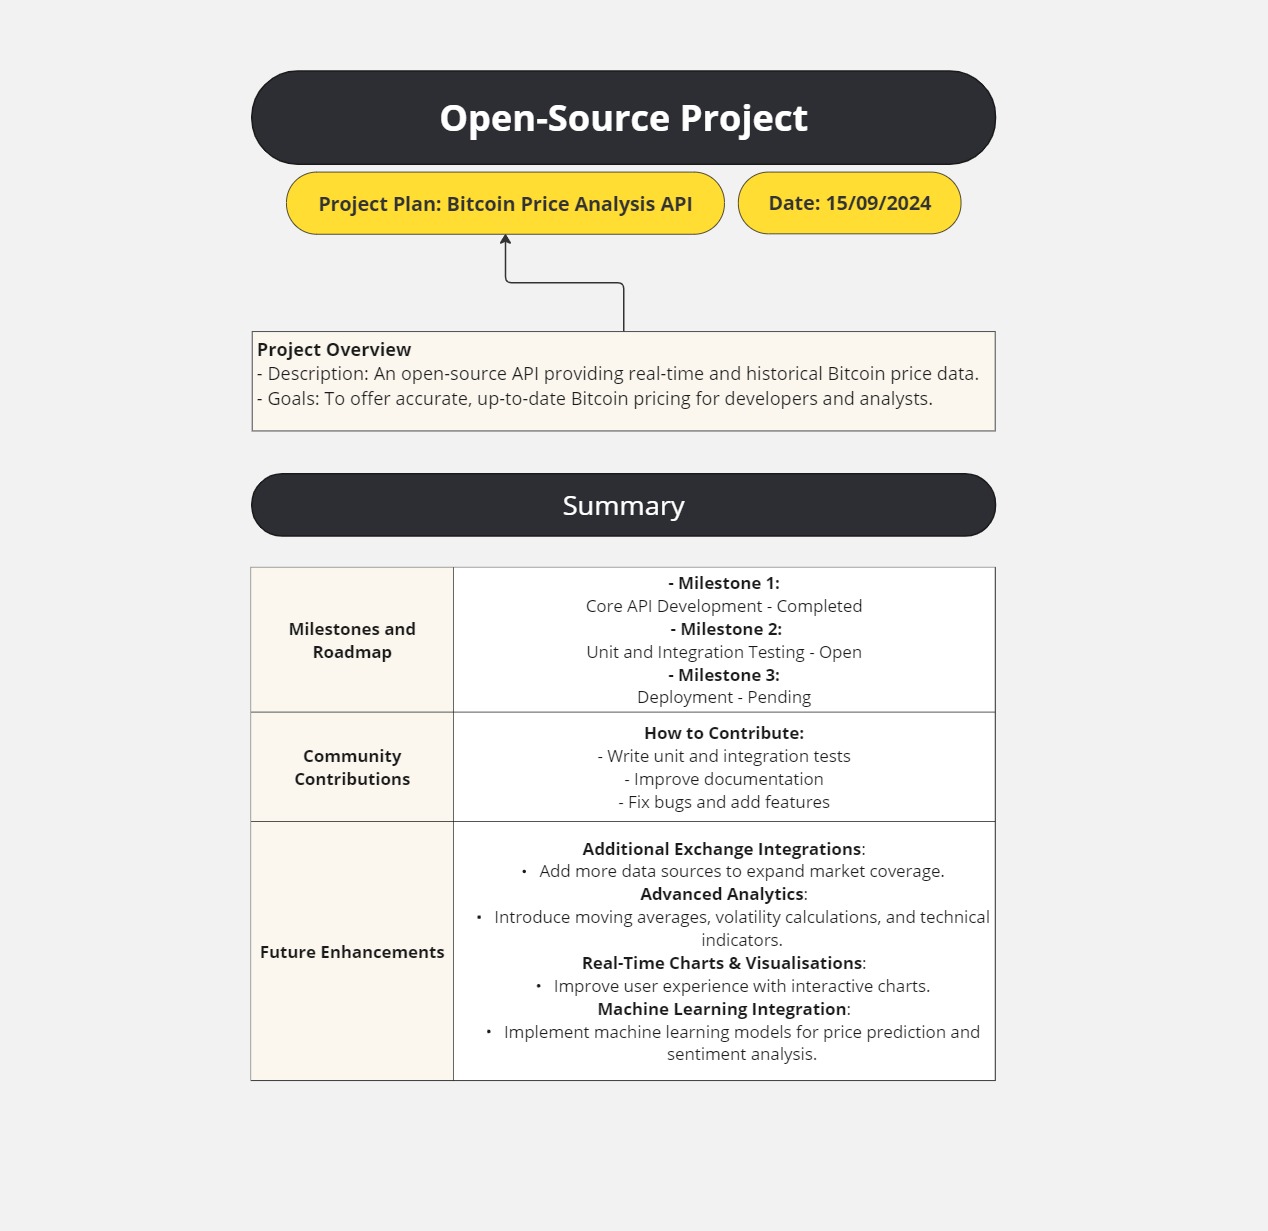 Open-Source Project
Project Plan: Bitcoin Price Analysis API
Date: 15/09/2024
Project Overview
- Description: An open-source API providing real-time and historical Bitcoin price data.
- Goals: To offer accurate, up-to-date Bitcoin pricing for developers and analysts.
Summary
Milestones and
Roadmap
- Milestone 1:
Core API Development - Completed
- Milestone 2:
Unit and Integration Testing - Open
- Milestone 3:
Deployment - Pending
Community
Contributions
How to Contribute:
- Write unit and integration tests
- Improve documentation
- Fix bugs and add features
Future Enhancements
Additional Exchange Integrations:
• Add more data sources to expand market coverage.
Advanced Analytics:
• Introduce moving averages, volatility calculations, and technical
indicators.
Real-Time Charts & Visualisations:
• Improve user experience with interactive charts.
Machine Learning Integration:
• Implement machine learning models for price prediction and
sentiment analysis.